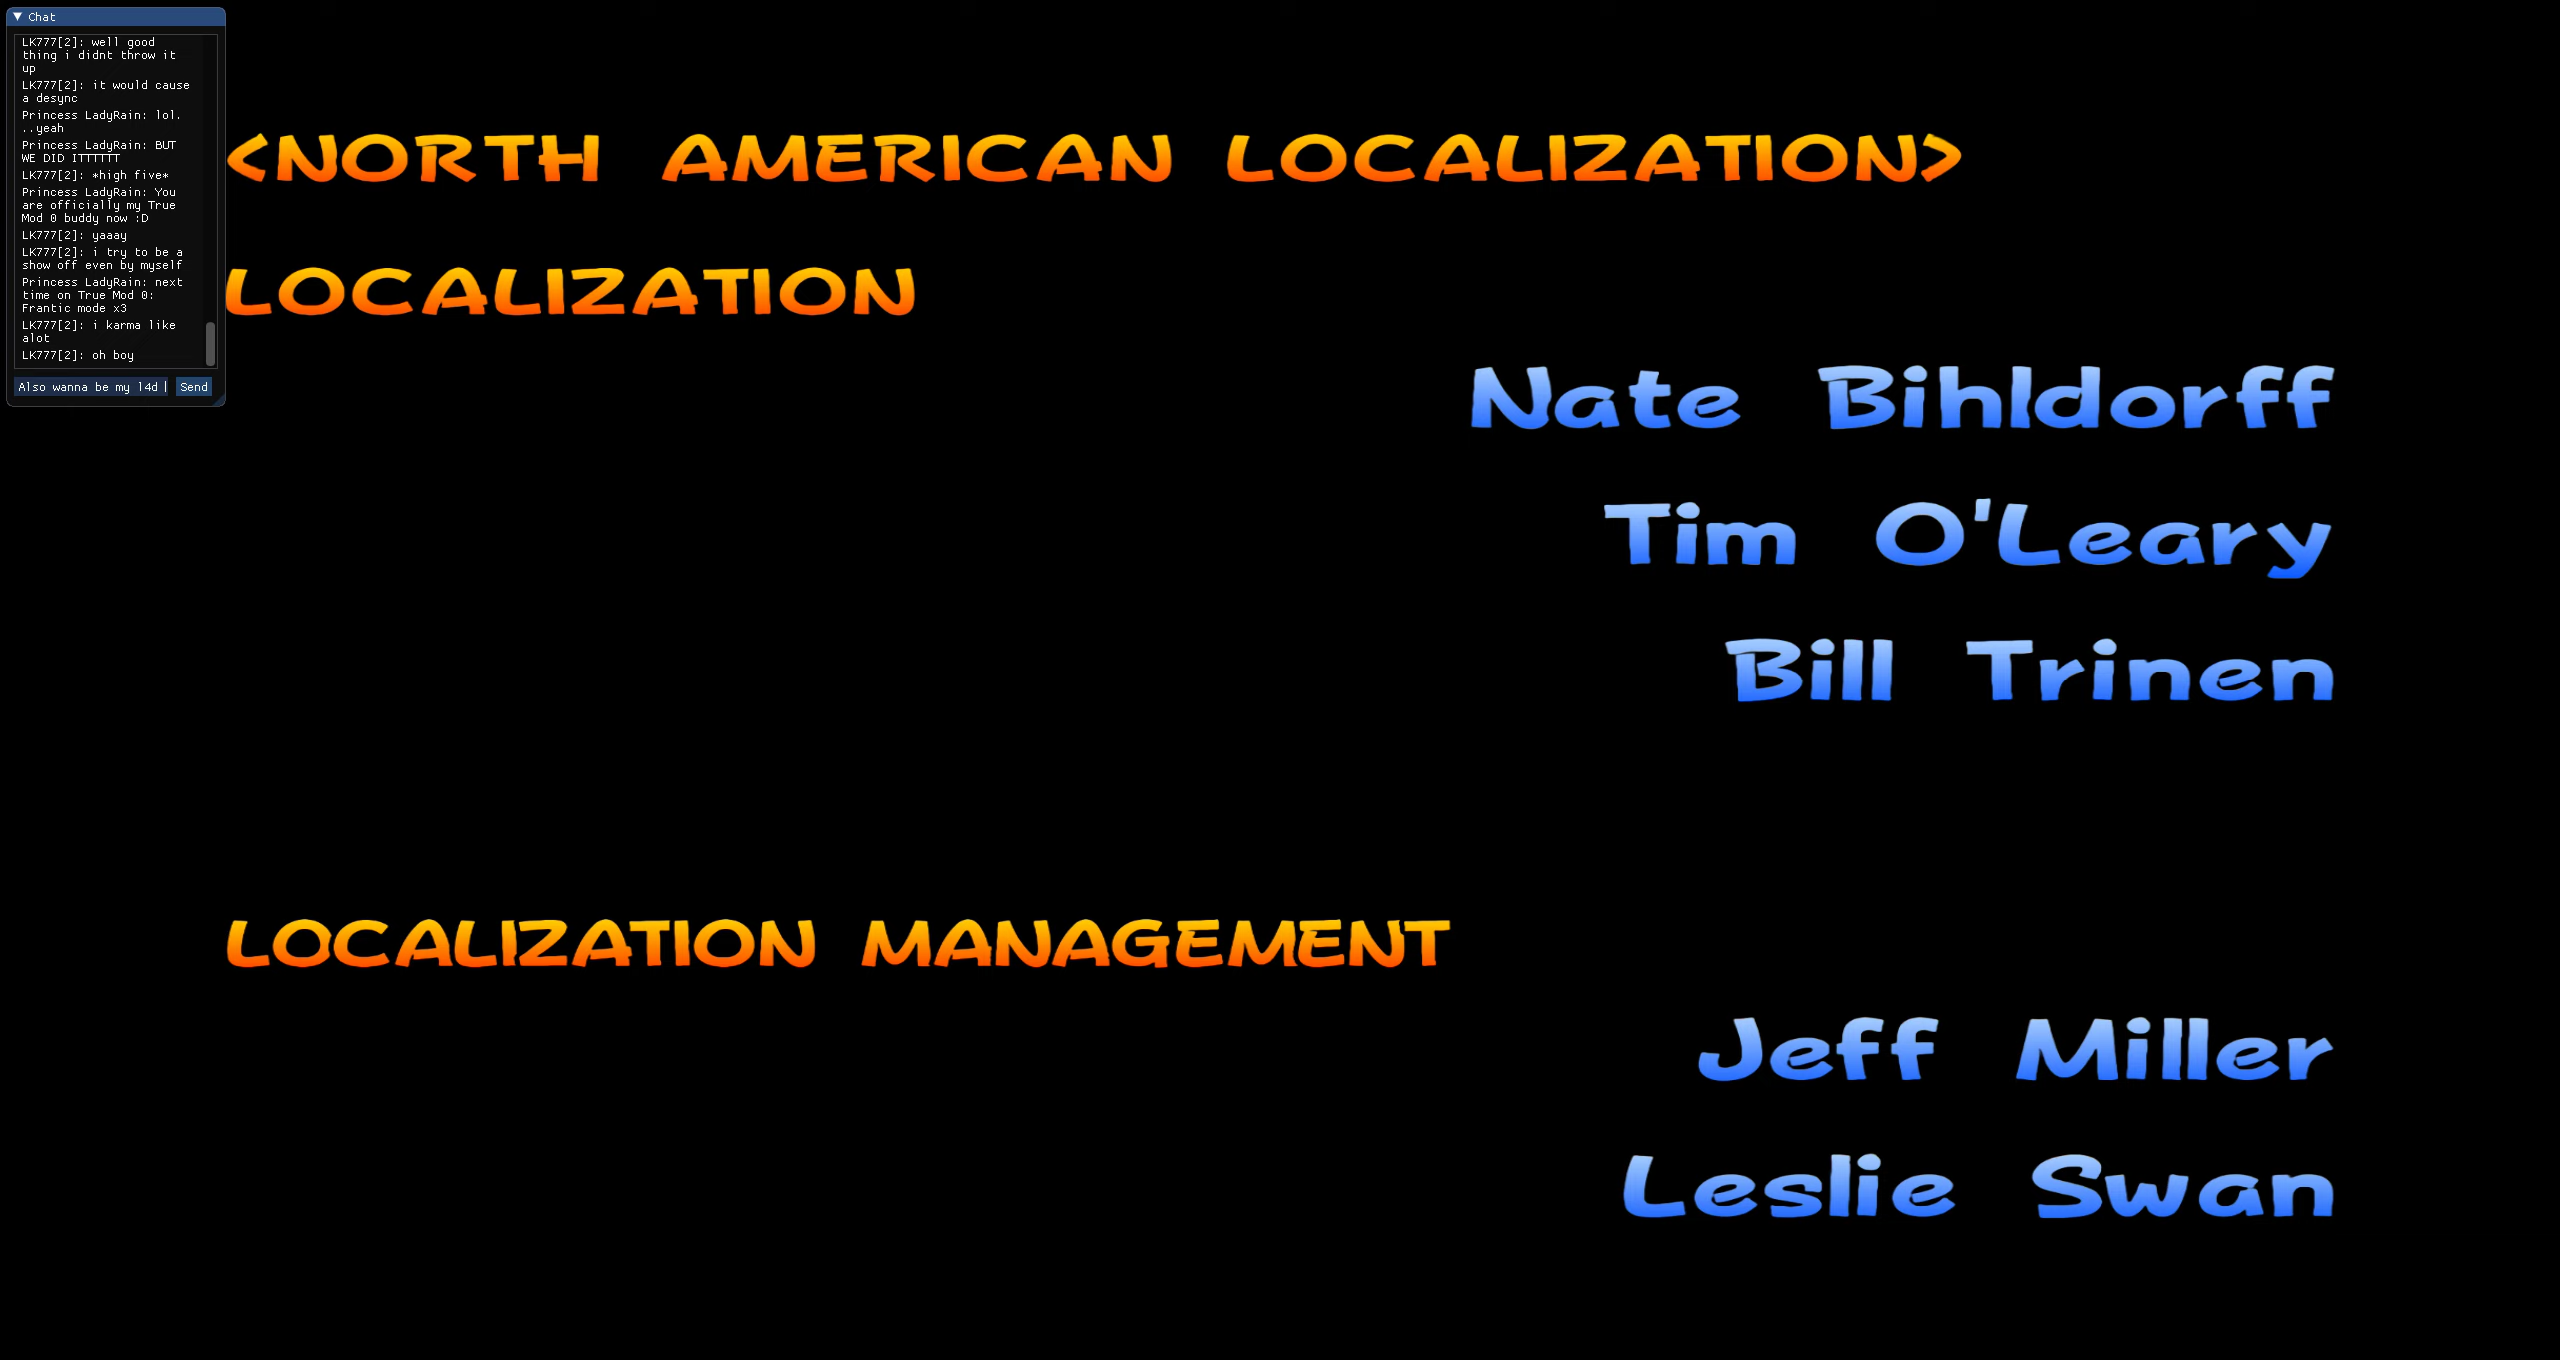 Chat
LK777[2]: well good
thing i didnt throw it
up
LK777[2]: it would cause
a desync
Princess LadyRain: lol.
..yeah
Princess LadyRain: BUT
WE DID ITTTTTT
LK777[2]: *high five*
Princess LadyRain: You
are officially my True
Mod 0 buddy now :D
LK777[2]: yaaay
LK777[2]: i try to be a
show off even by myself
Princess LadyRain: next
time on True Mod 0:
Frantic mode x3
LK777[2]: i karma like
alot
LK777[2]: oh boy
Also wanna be my l4d
Send
<NORTH AMERICAN LOCALIZATION>
LOCALIZATION
Nate Bihldorff
Tim O'Leary
Bill Trinen
LOCALIZATION MANAGEMENT
Jeff Miller
Leslie Swan